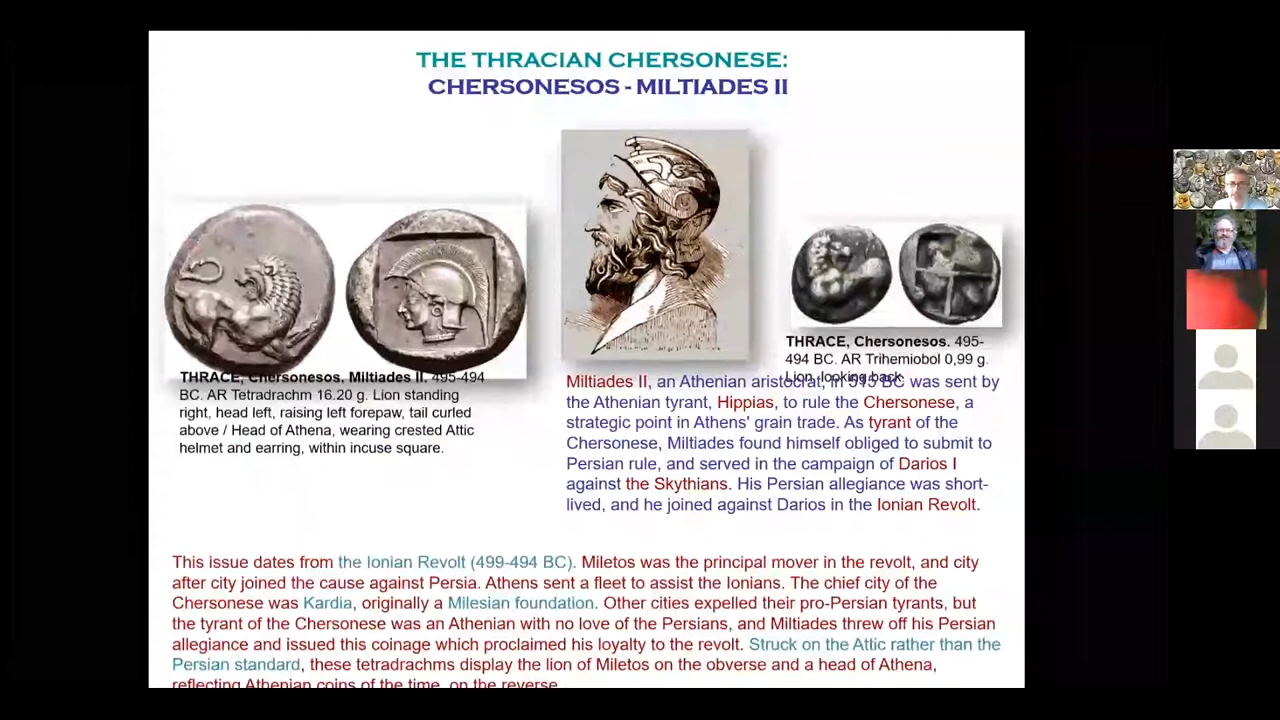 THE THRACIAN CHERSONESE:
CHERSONESOS - MILTIADES II
THRACE, Chersonesos. Miltiades II. 495-494
BC. AR Tetradrachm 16.20 g. Lion standing
right, head left, raising left forepaw, tail curled
above / Head of Athena, wearing crested Attic
helmet and earring, within incuse square.
THRACE, Chersonesos. 495-
494 BC. AR Trihemiobol 0,99 g.
Lion, looking back
Miltiades II, an Athenian aristocrat, in 515 BC was sent by
the Athenian tyrant, Hippias, to rule the Chersonese, a
strategic point in Athens' grain trade. As tyrant of the
Chersonese, Miltiades found himself obliged to submit to
Persian rule, and served in the campaign of Darios I
against the Skythians. His Persian allegiance was short-
lived, and he joined against Darios in the Ionian Revolt.
This issue dates from the Ionian Revolt (499-494 BC). Miletos was the principal mover in the revolt, and city
after city joined the cause against Persia. Athens sent a fleet to assist the Ionians. The chief city of the
Chersonese was Kardia, originally a Milesian foundation. Other cities expelled their pro-Persian tyrants, but
the tyrant of the Chersonese was an Athenian with no love of the Persians, and Miltiades threw off his Persian
allegiance and issued this coinage which proclaimed his loyalty to the revolt. Struck on the Attic rather than the
Persian standard, these tetradrachms display the lion of Miletos on the obverse and a head of Athena,
reflecting Athenian coins of the time, on the reverse.